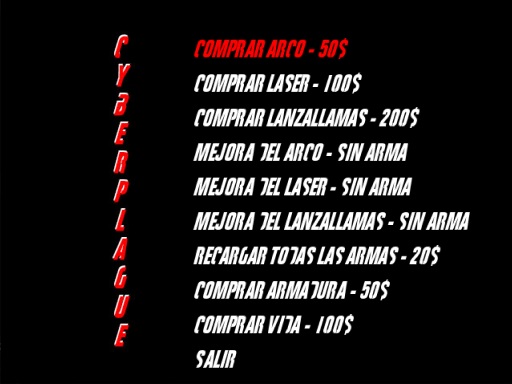 CYBERPLAGUE
COMPRAR ARCO - 50$
COMPRAR LASER - 100$
COMPRAR LANZALLAMAS - 200$
MEJORA DEL ARCO - SIN ARMA
MEJORA DEL LASER - SIN ARMA
MEJORA DEL LANZALLAMAS - SIN ARMA
RECARGAR TODAS LAS ARMAS - 20$
COMPRAR ARMADURA - 50$
COMPRAR VIDA - 100$
SALIR